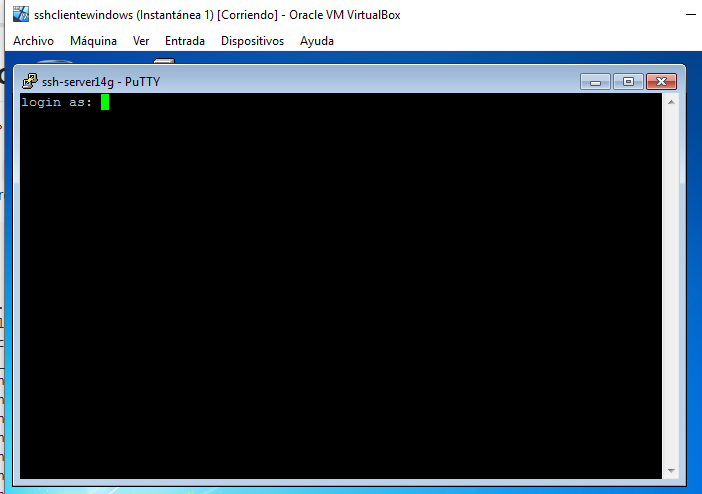 sshclientewindows (Instantánea 1) [Corriendo] - Oracle VM VirtualBox
Archivo Máquina Ver Entrada Dispositivos Ayuda
ssh-server14g - PuTTY
login as: